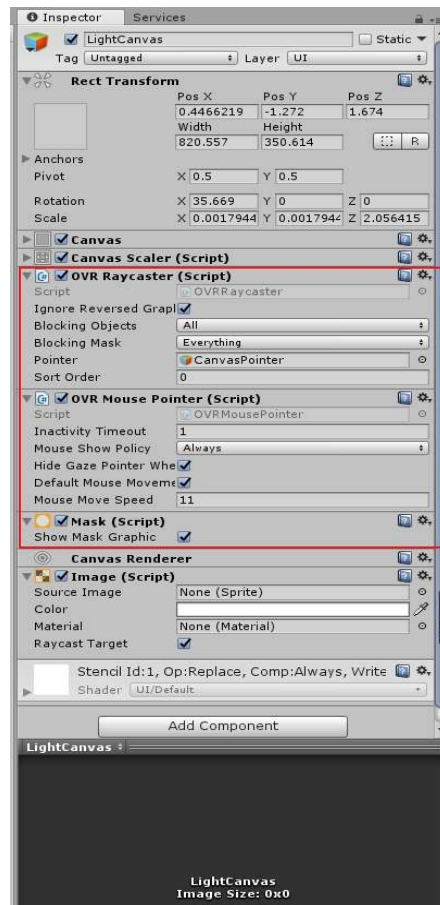 Inspector Services
LightCanvas Static
Tag Untagged Layer UI
Rect Transform
Pos X Pos Y Pos Z
0.4466219 -1.272 1.674
Width Height
820.557 350.614 R
Anchors
Pivot X 0.5 Y 0.5
Rotation X 35.669 Y 0 Z 0
Scale X 0.0017944 Y 0.0017944 Z 2.056415
Canvas
Canvas Scaler (Script)
OVR Raycaster (Script)
Script OVRRaycaster
Ignore Reversed Grapl
Blocking Objects All
Blocking Mask Everything
Pointer CanvasPointer
Sort Order 0
OVR Mouse Pointer (Script)
Script OVRMousePointer
Inactivity Timeout 1
Mouse Show Policy Always
Hide Gaze Pointer Whe
Default Mouse Moveme
Mouse Move Speed 11
Mask (Script)
Show Mask Graphic
Canvas Renderer
Image (Script)
Source Image None (Sprite)
Color
Material None (Material)
Raycast Target
Stencil Id:1, Op:Replace, Comp:Always, Write
Shader UI/Default
Add Component
LightCanvas
LightCanvas
Image Size: 0x0